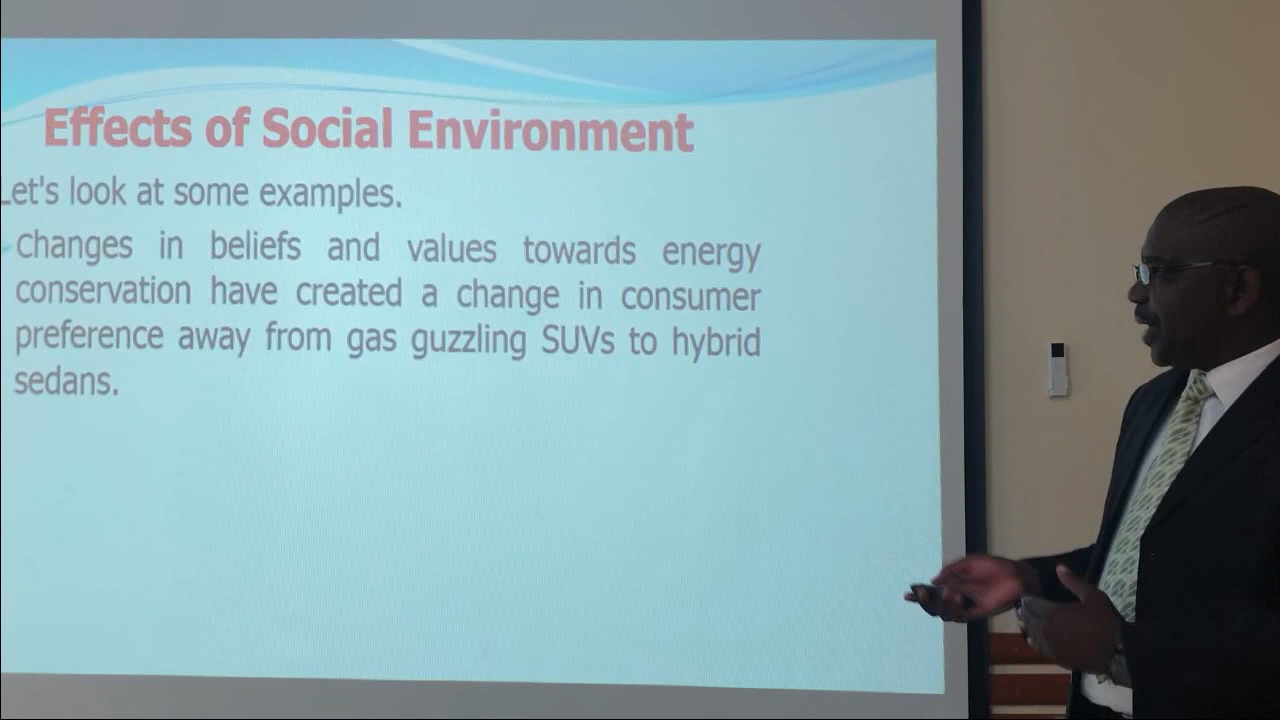 Effects of Social Environment
Let's look at some examples.
Changes in beliefs and values towards energy
conservation have created a change in consumer
preference away from gas guzzling SUVs to hybrid
sedans.